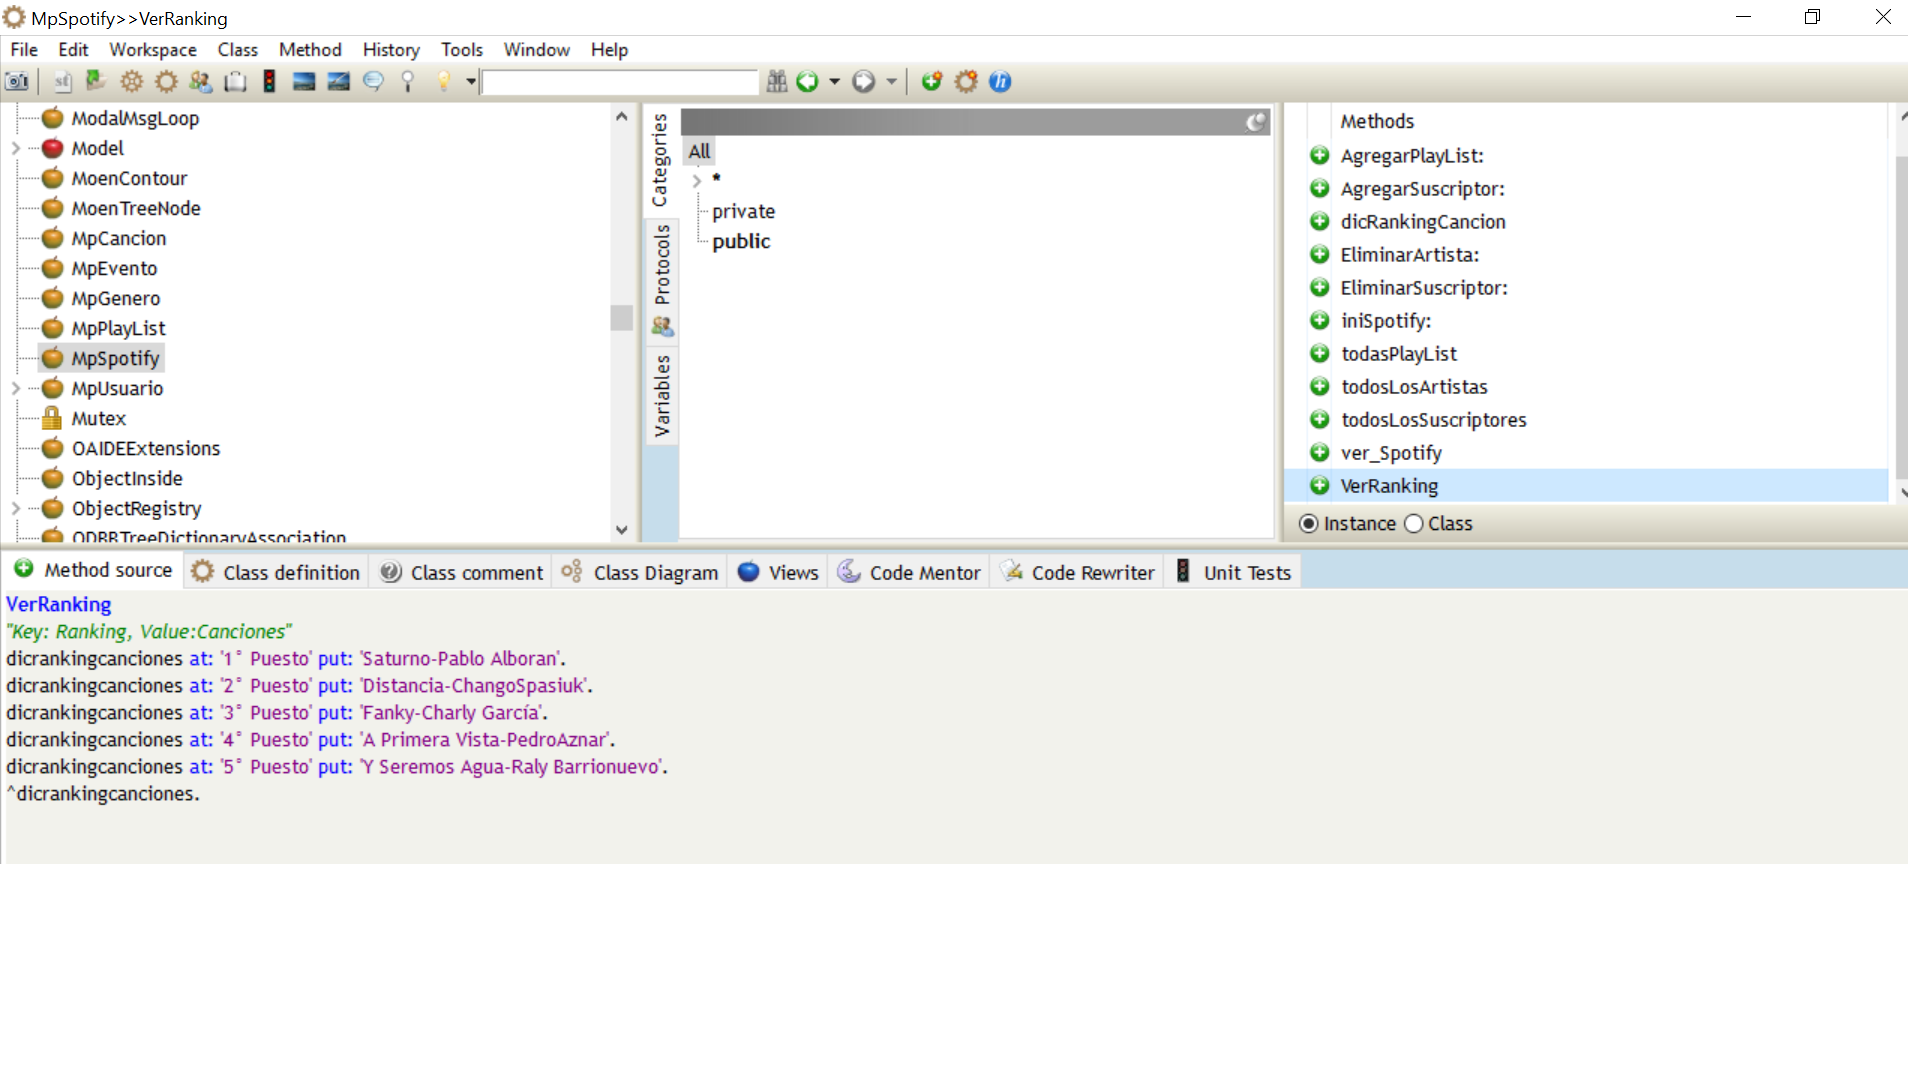 MpSpotify>>VerRanking
File Edit Workspace Class Method History Tools Window Help
ModalMsgLoop
Model
MoenContour
MoenTreeNode
MpCancion
MpEvento
MpGenero
MpPlayList
MpSpotify
MpUsuario
Mutex
OAIDEExtensions
ObjectInside
ObjectRegistry
ODBBTreeDictionaryAssociation
Categories
Protocols
Variables
All
*
private
public
Methods
AgregarPlayList:
AgregarSuscriptor:
dicRankingCancion
EliminarArtista:
EliminarSuscriptor:
iniSpotify:
todasPlayList
todosLosArtistas
todosLosSuscriptores
ver_Spotify
VerRanking
Instance Class
Method source Class definition Class comment Class Diagram Views Code Mentor Code Rewriter Unit Tests
VerRanking
"Key: Ranking, Value:Canciones"
dicrankingcanciones at: '1° Puesto' put: 'Saturno-Pablo Alboran'.
dicrankingcanciones at: '2° Puesto' put: 'Distancia-ChangoSpasiuk'.
dicrankingcanciones at: '3° Puesto' put: 'Fanky-Charly García'.
dicrankingcanciones at: '4° Puesto' put: 'A Primera Vista-PedroAznar'.
dicrankingcanciones at: '5° Puesto' put: 'Y Seremos Agua-Raly Barrionuevo'.
^dicrankingcanciones.